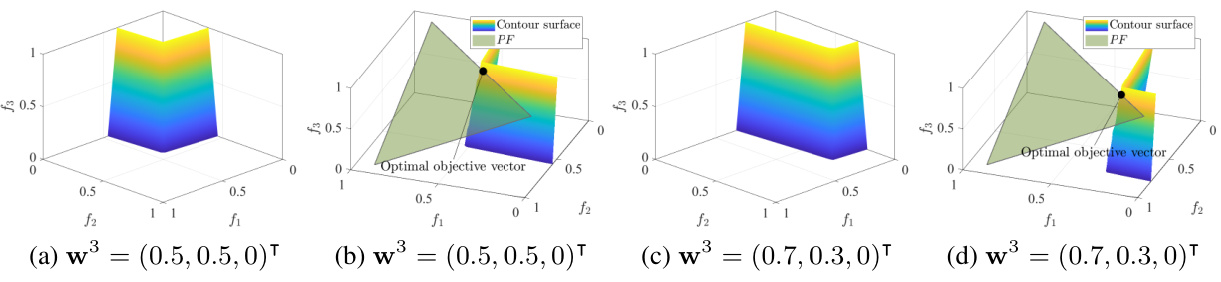 1
0.5
0
f₃
0
0.5
1
f₂
1
0.5
0
f₁
(a) w³ = (0.5, 0.5, 0)ᵀ
Contour surface
PF
1
0.5
0
f₃
Optimal objective vector
1
0.5
0
f₁
1
0.5
0
f₂
(b) w³ = (0.5, 0.5, 0)ᵀ
1
0.5
0
f₃
0
0.5
1
f₂
1
0.5
0
f₁
(c) w³ = (0.7, 0.3, 0)ᵀ
Contour surface
PF
1
0.5
0
f₃
Optimal objective vector
1
0.5
0
f₁
1
0.5
0
f₂
(d) w³ = (0.7, 0.3, 0)ᵀ